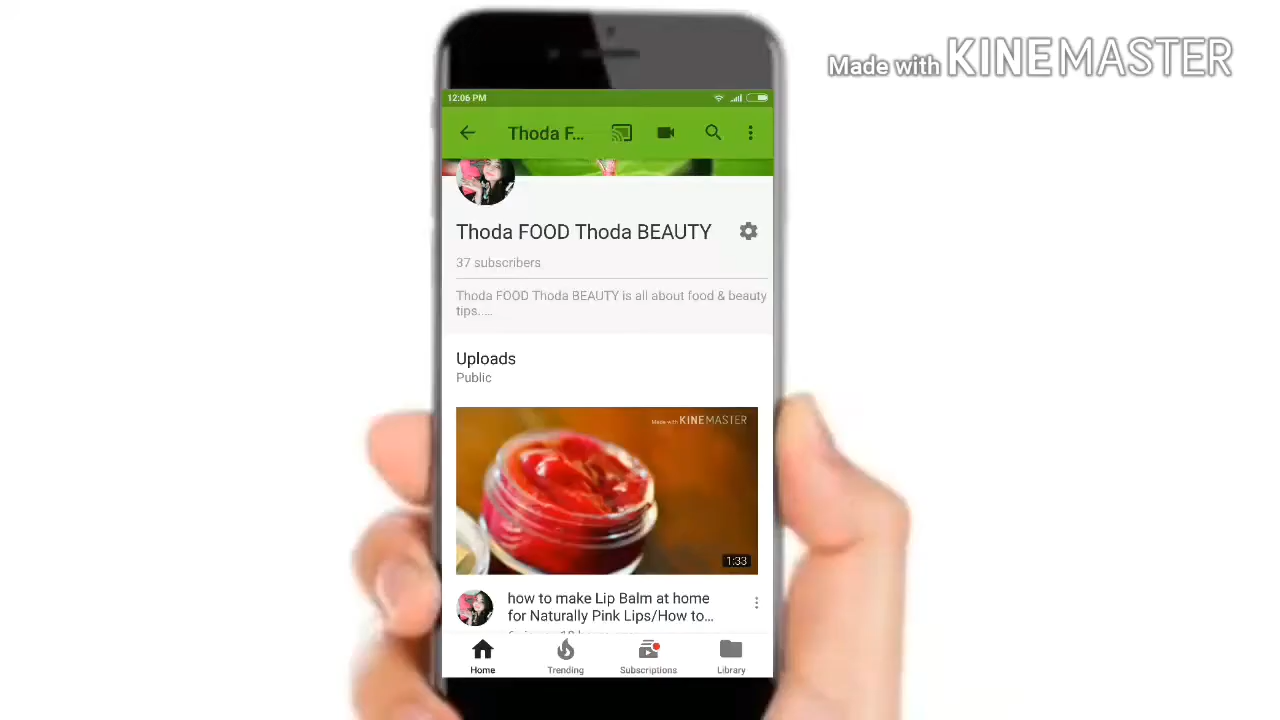 Made with KINEMASTER
12:06 PM
Thoda F...
Thoda FOOD Thoda BEAUTY
37 subscribers
Thoda FOOD Thoda BEAUTY is all about food & beauty
tips.....
Uploads
Public
Made with KINEMASTER
1:33
how to make Lip Balm at home
for Naturally Pink Lips/How to...
Home
Trending
Subscriptions
Library